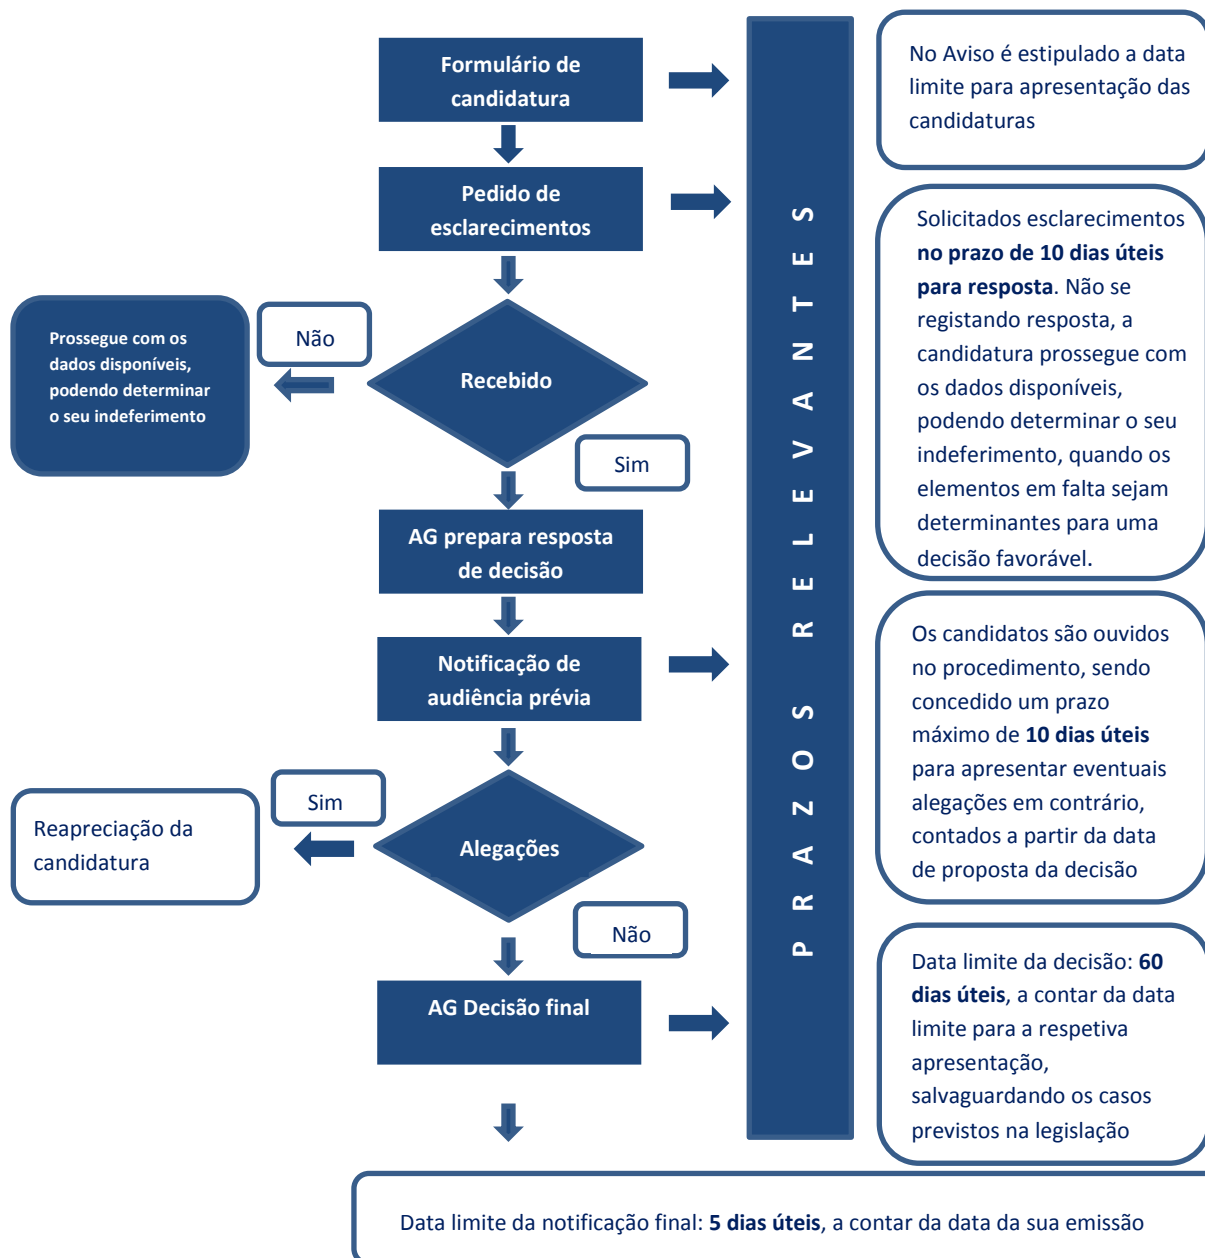 Formulário de
candidatura
No Aviso é estipulado a data
limite para apresentação das
candidaturas
Pedido de
esclarecimentos
Solicitados esclarecimentos
no prazo de 10 dias úteis
para resposta. Não se
registando resposta, a
candidatura prossegue com
os dados disponíveis,
podendo determinar o seu
indeferimento, quando os
elementos em falta sejam
determinantes para uma
decisão favorável.
Não
Prossegue com os
dados disponíveis,
podendo determinar
o seu indeferimento
Recebido
Sim
AG prepara resposta
de decisão
Notificação de
audiência prévia
Os candidatos são ouvidos
no procedimento, sendo
concedido um prazo
máximo de 10 dias úteis
para apresentar eventuais
alegações em contrário,
contados a partir da data
de proposta da decisão
Sim
Reapreciação da
candidatura
Alegações
Não
AG Decisão final
Data limite da decisão: 60
dias úteis, a contar da data
limite para a respetiva
apresentação,
salvaguardando os casos
previstos na legislação
PRAZOS RELEVANTES
Data limite da notificação final: 5 dias úteis, a contar da data da sua emissão